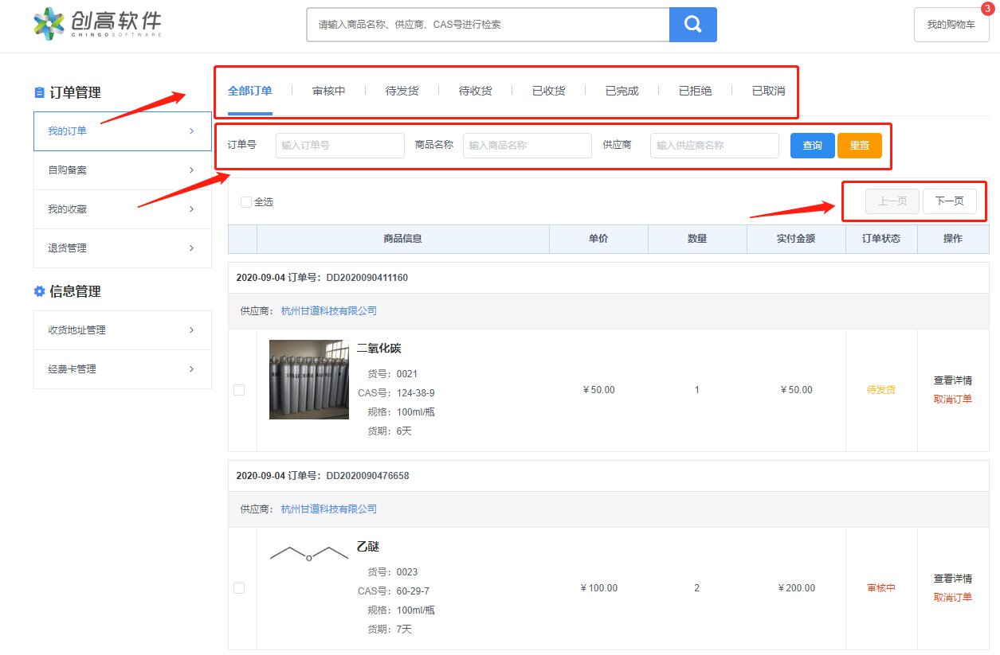 创高软件
CHINGOSOFTWARE
请输入商品名称、供应商、CAS号进行检索
我的购物车
3
订单管理
我的订单
自购备案
我的收藏
退货管理
信息管理
收货地址管理
经费卡管理
全部订单 审核中 待发货 待收货 已收货 已完成 已拒绝 已取消
订单号 输入订单号 商品名称 输入商品名称 供应商 输入供应商名称 查询 重置
全选 上一页 下一页
商品信息 单价 数量 实付金额 订单状态 操作
2020-09-04 订单号：DD2020090411160
供应商： 杭州甘道科技有限公司
二氧化碳
货号：0021
CAS号：124-38-9
规格：100ml/瓶
货期：6天
￥50.00 1 ￥50.00 待发货 查看详情
取消订单
2020-09-04 订单号：DD2020090476658
供应商： 杭州甘道科技有限公司
O
乙醚
货号：0023
CAS号：60-29-7
规格：100ml/瓶
货期：7天
￥100.00 2 ￥200.00 审核中 查看详情
取消订单